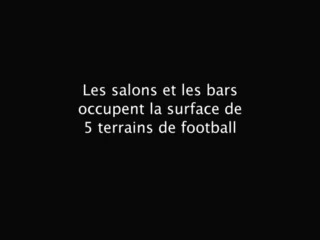 Les salons et les bars
occupent la surface de
5 terrains de football